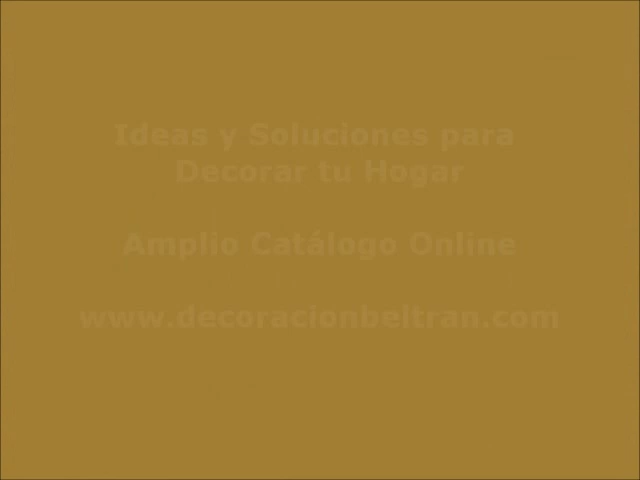 Ideas y Soluciones para
Decorar tu Hogar
Amplio Catálogo Online
www.decoracionbeltran.com